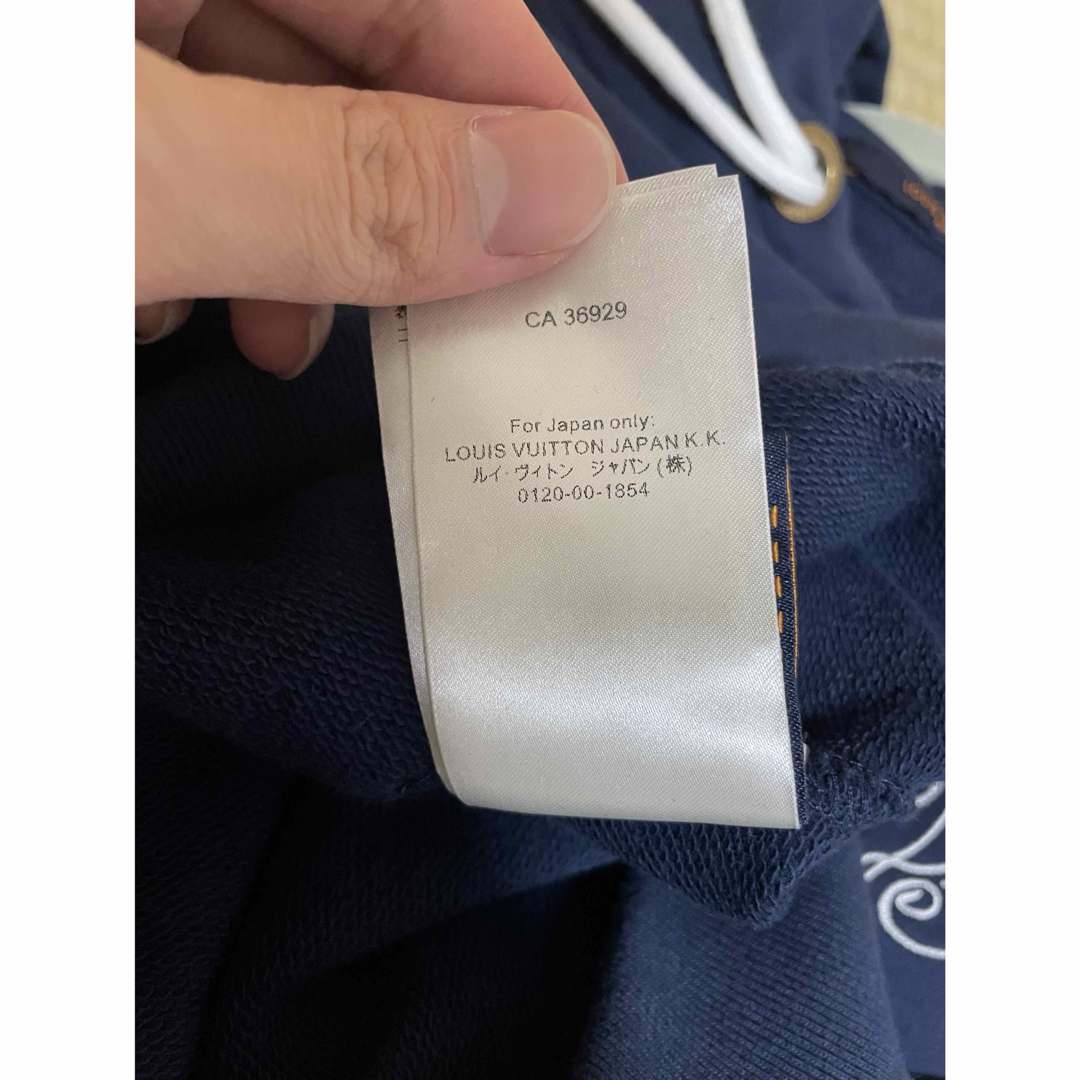 CA 36929
For Japan only:
LOUIS VUITTON JAPAN K.K.
ルイ・ヴィトン ジャパン (株)
0120-00-1854